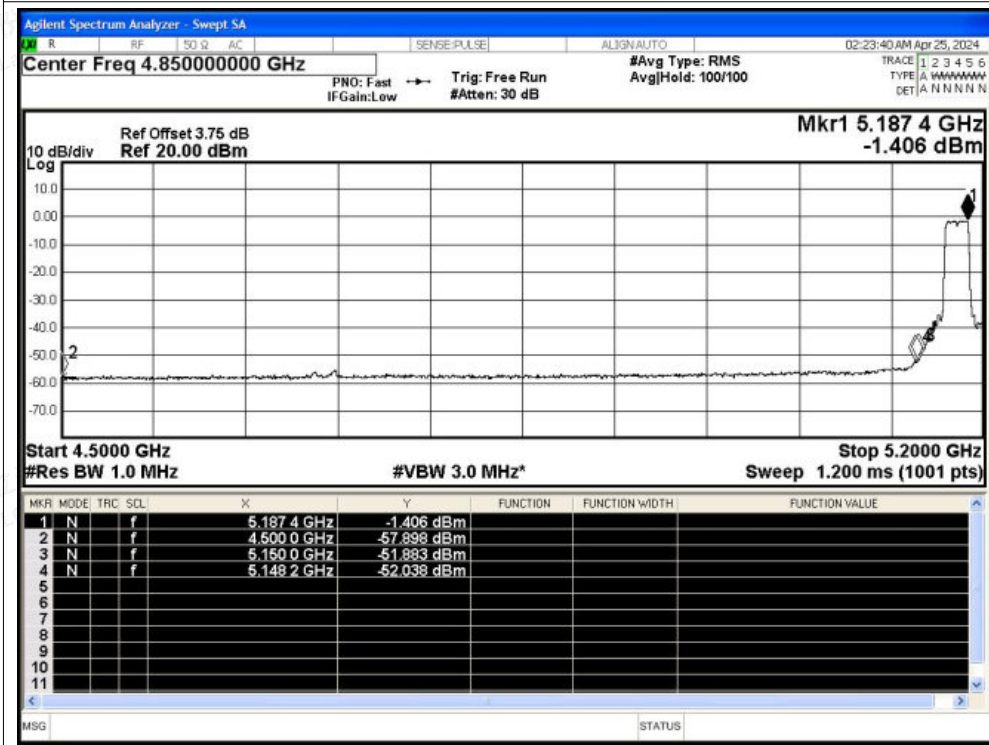 Agilent Spectrum Analyzer - Swept SA
LXI R RF 50 Ω AC SENSE:PULSE ALIGNAUTO 02:23:40 AM Apr 25, 2024
Center Freq 4.850000000 GHz
PNO: Fast
IFGain:Low
Trig: Free Run
#Atten: 30 dB
#Avg Type: RMS
Avg|Hold: 100/100
TRACE 1 2 3 4 5 6
TYPE A WWWWW
DET A N N N N N
Mkr1 5.187 4 GHz
-1.406 dBm
Ref Offset 3.75 dB
10 dB/div Ref 20.00 dBm
Log
10.0
0.00
-10.0
-20.0
-30.0
-40.0
-50.0
-60.0
-70.0
1
2
Start 4.5000 GHz Stop 5.2000 GHz
#Res BW 1.0 MHz #VBW 3.0 MHz* Sweep 1.200 ms (1001 pts)
MKR MODE TRC SCL X Y FUNCTION FUNCTION WIDTH FUNCTION VALUE
1 N f 5.187 4 GHz -1.406 dBm
2 N f 4.500 0 GHz -57.898 dBm
3 N f 5.150 0 GHz -51.883 dBm
4 N f 5.148 2 GHz -52.038 dBm
5
6
7
8
9
10
11
MSG STATUS